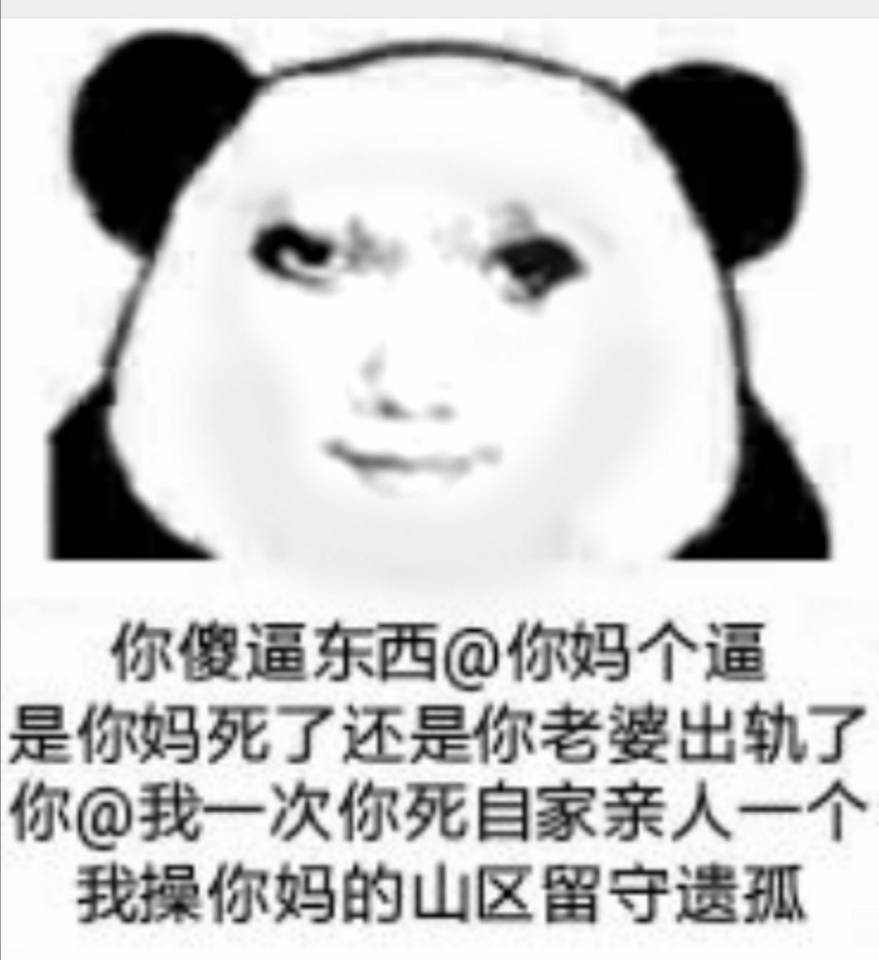 你傻逼东西@你妈个逼
是你妈死了还是你老婆出轨了
你@我一次你死自家亲人一个
我操你妈的山区留守遗孤